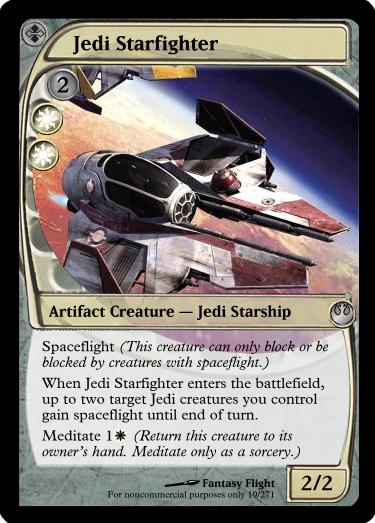 Jedi Starfighter
2
Artifact Creature — Jedi Starship
Spaceflight (This creature can only block or be
blocked by creatures with spaceflight.)
When Jedi Starfighter enters the battlefield,
up to two target Jedi creatures you control
gain spaceflight until end of turn.
Meditate 1 (Return this creature to its
owner's hand. Meditate only as a sorcery.)
Fantasy Flight
For noncommercial purposes only 19/271
2/2